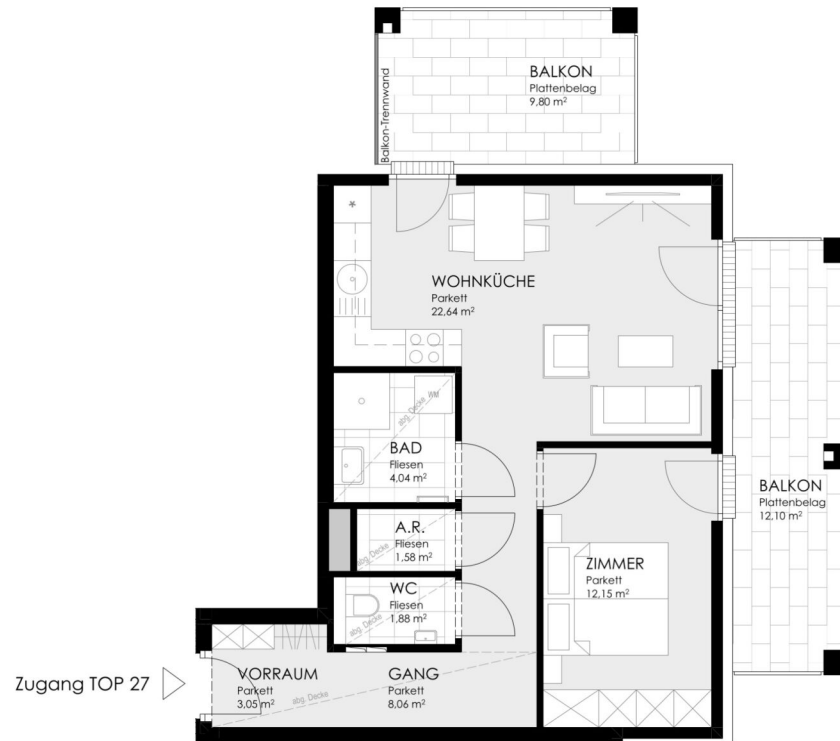 BALKON
Plattenbelag
9,80 m²
Balkon-Trennwand
WOHNKÜCHE
Parkett
22,64 m²
WM
abg. Decke
BAD
Fliesen
4,04 m²
BALKON
Plattenbelag
12,10 m²
A.R.
Fliesen
1,58 m²
abg. Decke
ZIMMER
Parkett
12,15 m²
WC
Fliesen
1,88 m²
abg. Decke
Zugang TOP 27
VORRAUM
Parkett
3,05 m²
abg. Decke
GANG
Parkett
8,06 m²